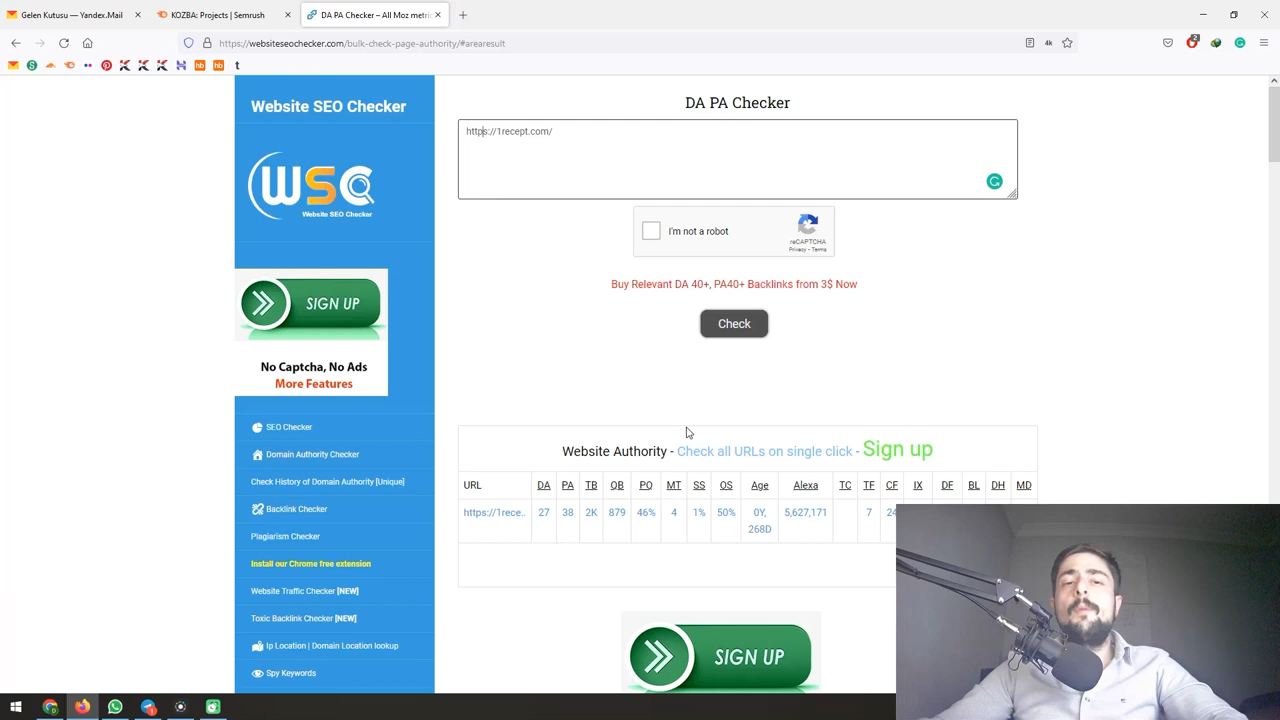 Gelen Kutusu — Yandex.Mail
KOZBA: Projects | Semrush
DA PA Checker – All Moz metric
https://websiteseochecker.com/bulk-check-page-authority/#arearesult
4k
2
hb
hb
t
Website SEO Checker
WSC
Website SEO Checker
SIGN UP
No Captcha, No Ads
More Features
SEO Checker
Domain Authority Checker
Check History of Domain Authority [Unique]
Backlink Checker
Plagiarism Checker
Install our Chrome free extension
Website Traffic Checker [NEW]
Toxic Backlink Checker [NEW]
Ip Location | Domain Location lookup
Spy Keywords
DA PA Checker
https://1recept.com/
I'm not a robot
reCAPTCHA
Privacy - Terms
Buy Relevant DA 40+, PA40+ Backlinks from 3$ Now
Check
Website Authority - Check all URLs on single click - Sign up
URL DA PA TB QB PQ MT SS OS Age Alexa TC TF CF IX DF BL DH MD
https://1rece.. 27 38 2K 879 46% 4 1% 50% 0Y, 5,627,171 7 24
268D
SIGN UP